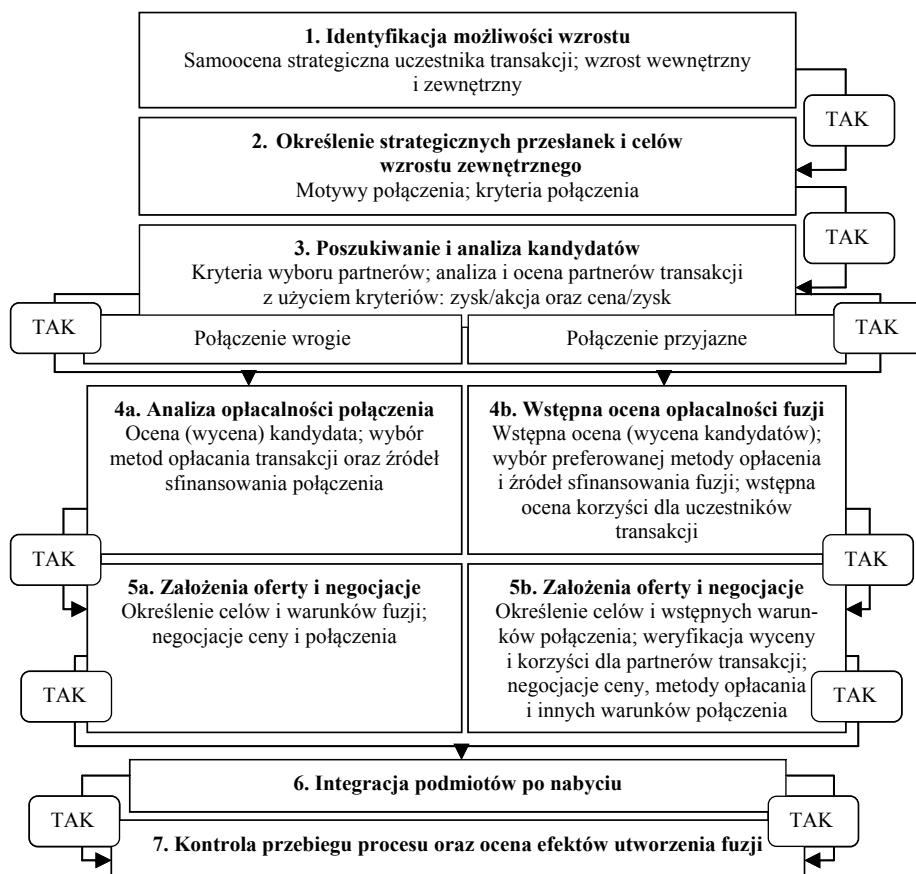 1. Identyfikacja możliwości wzrostu
Samoocena strategiczna uczestnika transakcji; wzrost wewnętrzny
i zewnętrzny
TAK
2. Określenie strategicznych przesłanek i celów
wzrostu zewnętrznego
Motywy połączenia; kryteria połączenia
TAK
3. Poszukiwanie i analiza kandydatów
Kryteria wyboru partnerów; analiza i ocena partnerów transakcji
z użyciem kryteriów: zysk/akcja oraz cena/zysk
TAK
TAK
Połączenie wrogie
Połączenie przyjazne
4a. Analiza opłacalności połączenia
Ocena (wycena) kandydata; wybór
metod opłacania transakcji oraz źródeł
sfinansowania połączenia
TAK
4b. Wstępna ocena opłacalności fuzji
Wstępna ocena (wycena kandydatów);
wybór preferowanej metody opłacenia
i źródeł sfinansowania fuzji; wstępna
ocena korzyści dla uczestników
transakcji
TAK
5a. Założenia oferty i negocjacje
Określenie celów i warunków fuzji;
negocjacje ceny i połączenia
TAK
5b. Założenia oferty i negocjacje
Określenie celów i wstępnych warun-
ków połączenia; weryfikacja wyceny
i korzyści dla partnerów transakcji;
negocjacje ceny, metody opłacania
i innych warunków połączenia
TAK
6. Integracja podmiotów po nabyciu
TAK
TAK
7. Kontrola przebiegu procesu oraz ocena efektów utworzenia fuzji